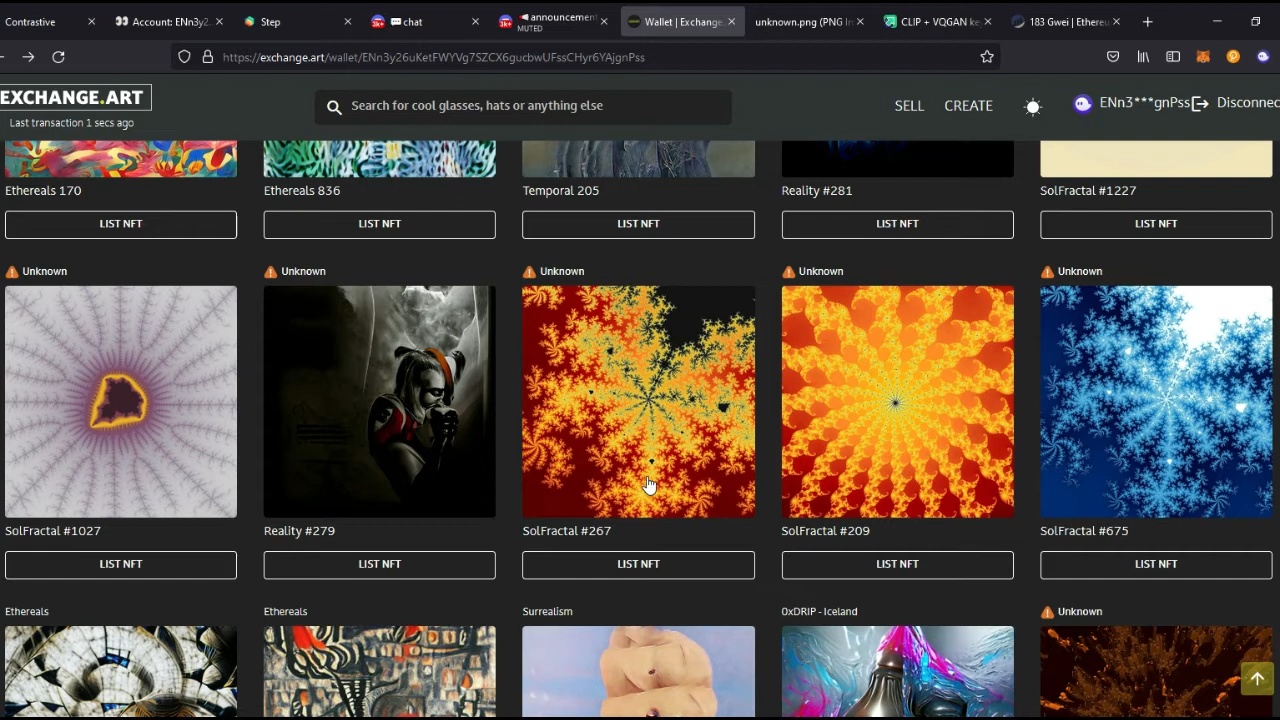 Contrastive
Account: ENn3y2
Step
chat
announcement
MUTED
Wallet | Exchange
unknown.png (PNG Im
CLIP + VQGAN ke
183 Gwei | Ethereu
https://exchange.art/wallet/ENn3y26uKetFWYVg7SZCX6gucbwUFssCHyr6YAjgnPss
EXCHANGE.ART
Last transaction 1 secs ago
Search for cool glasses, hats or anything else
SELL
CREATE
ENn3***gnPss
Disconnec
Ethereals 170
Ethereals 836
Temporal 205
Reality #281
SolFractal #1227
LIST NFT
LIST NFT
LIST NFT
LIST NFT
LIST NFT
Unknown
Unknown
Unknown
Unknown
Unknown
SolFractal #1027
Reality #279
SolFractal #267
SolFractal #209
SolFractal #675
LIST NFT
LIST NFT
LIST NFT
LIST NFT
LIST NFT
Ethereals
Ethereals
Surrealism
0xDRIP - Iceland
Unknown